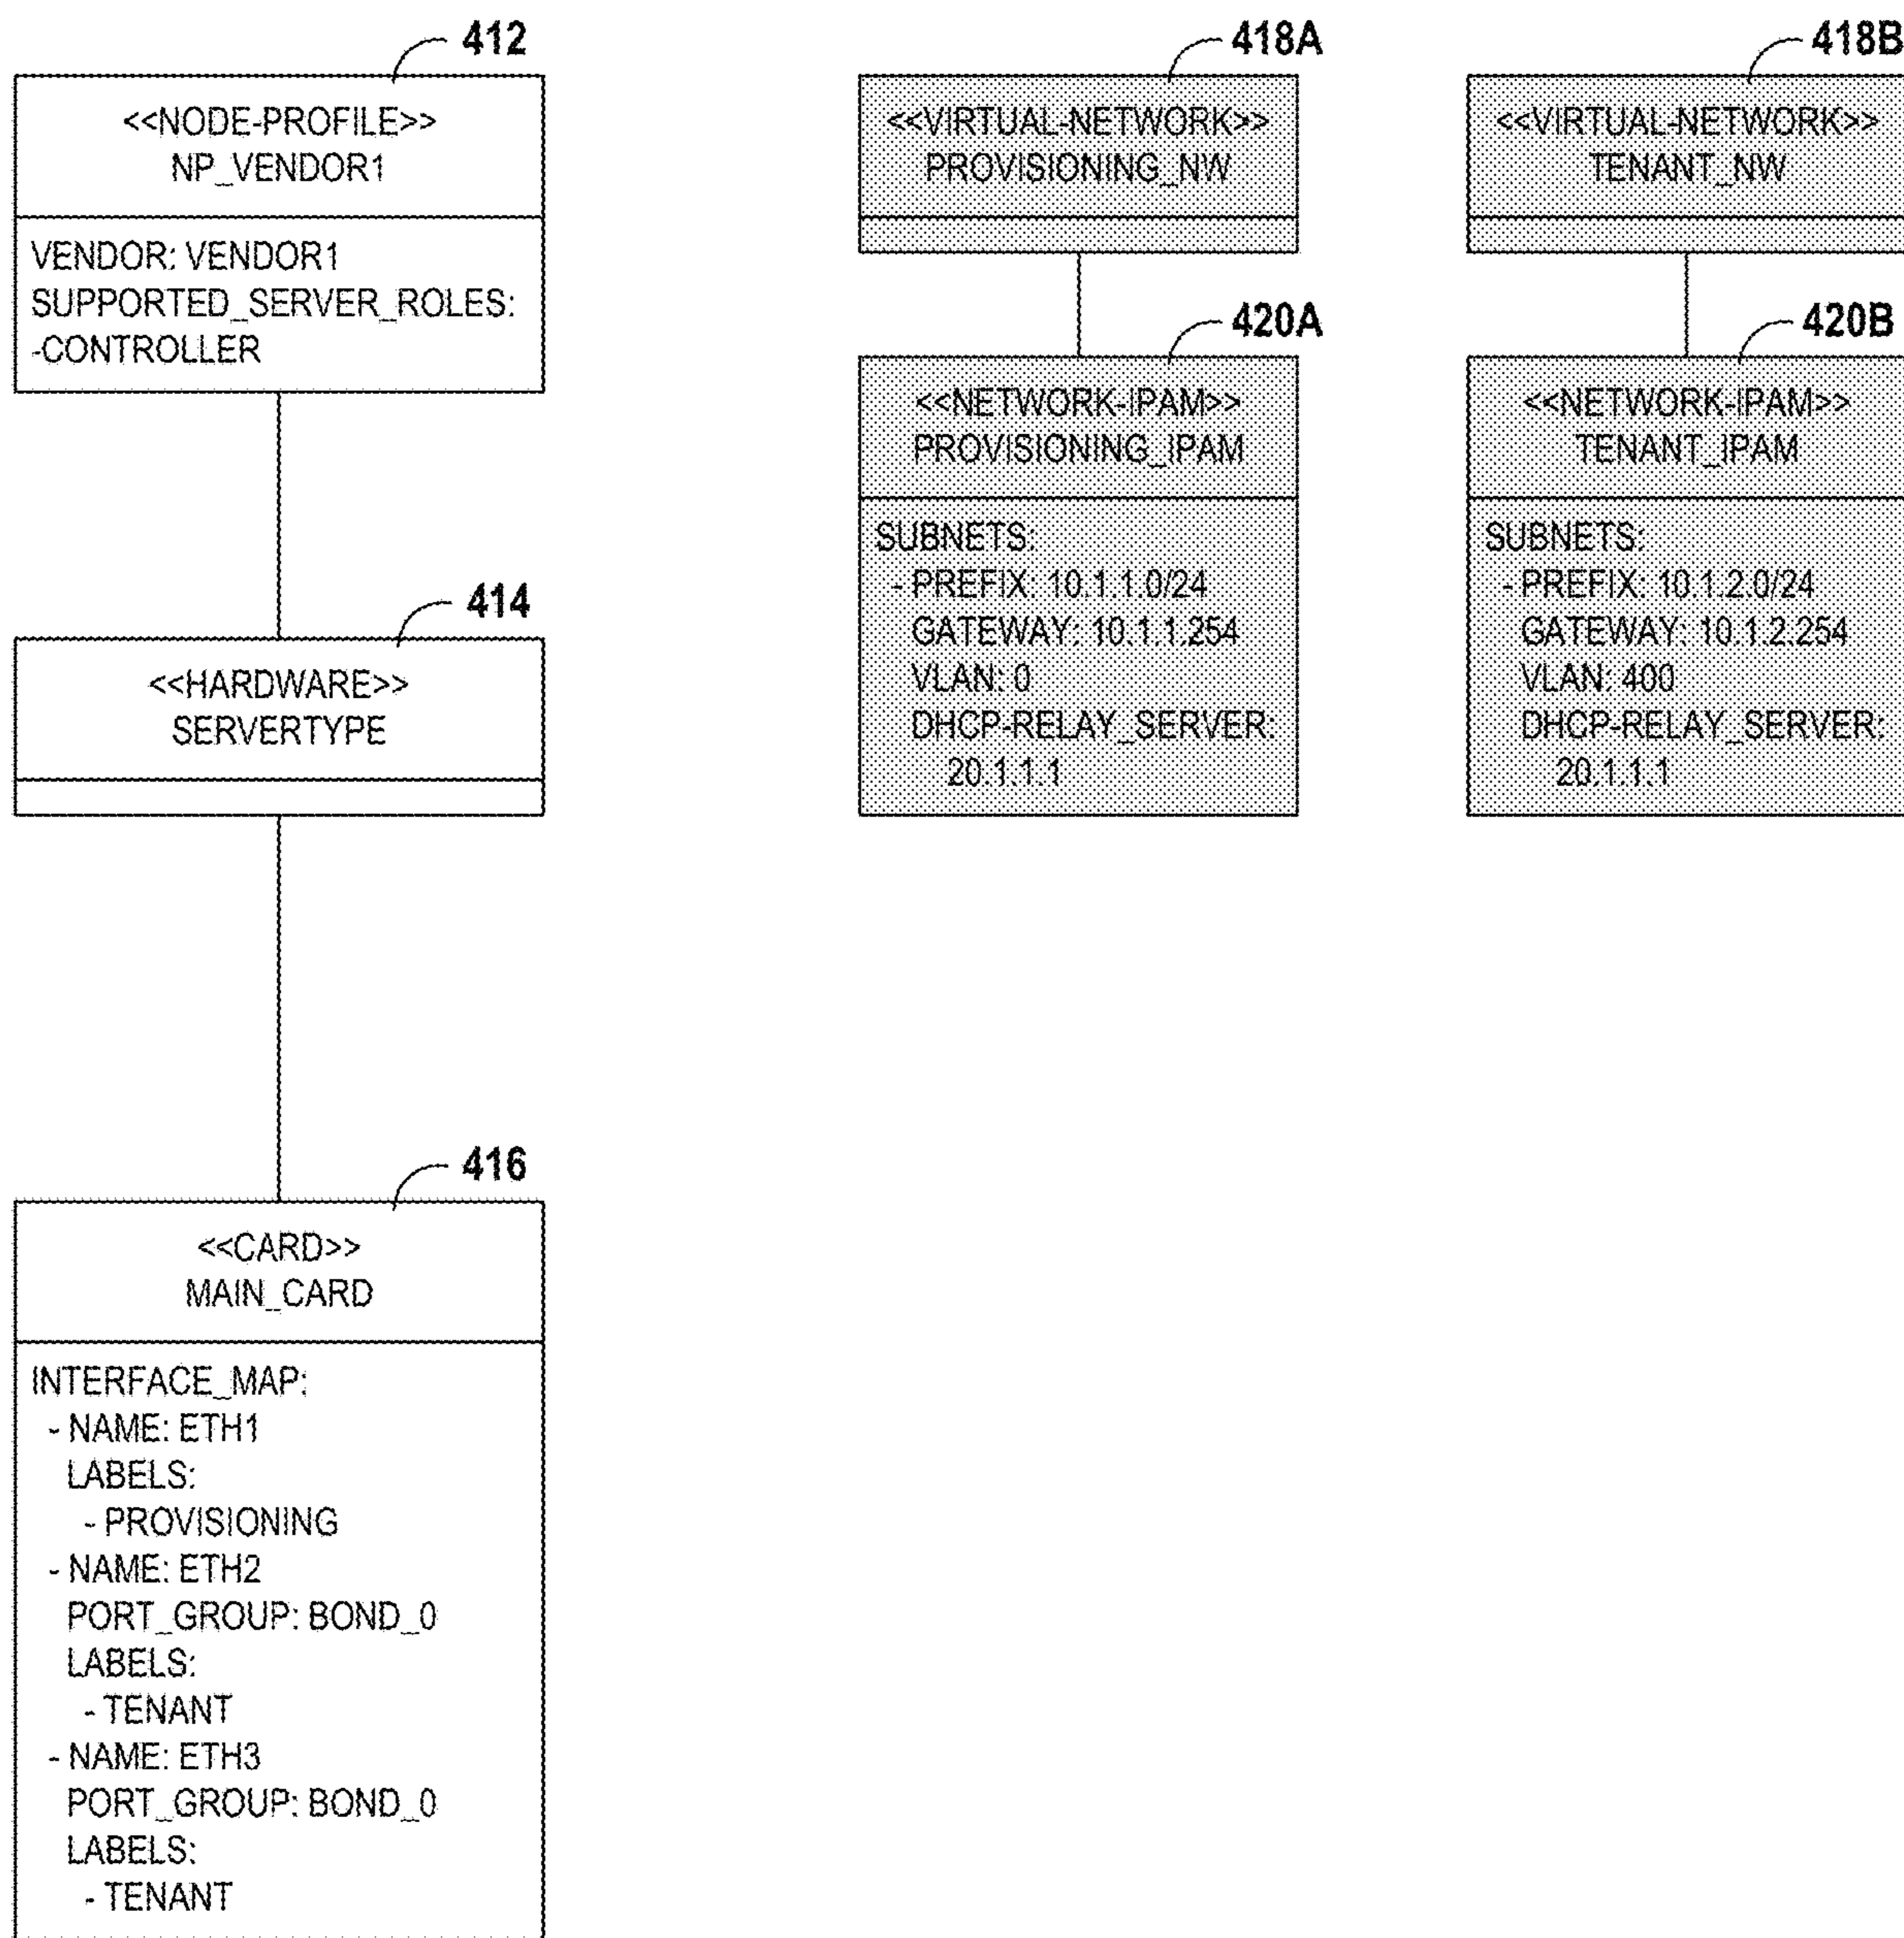 412
<<NODE-PROFILE>>
NP_VENDOR1
VENDOR: VENDOR1
SUPPORTED_SERVER_ROLES:
-CONTROLLER
414
<<HARDWARE>>
SERVERTYPE
416
<<CARD>>
MAIN_CARD
INTERFACE_MAP:
- NAME: ETH1
LABELS:
- PROVISIONING
- NAME: ETH2
PORT_GROUP: BOND_0
LABELS:
- TENANT
- NAME: ETH3
PORT_GROUP: BOND_0
LABELS:
- TENANT
418A
<<VIRTUAL-NETWORK>>
PROVISIONING_NW
420A
<<NETWORK-IPAM>>
PROVISIONING_IPAM
SUBNETS:
- PREFIX: 10.1.1.0/24
GATEWAY: 10.1.1.254
VLAN: 0
DHCP-RELAY_SERVER:
20.1.1.1
418B
<<VIRTUAL-NETWORK>>
TENANT_NW
420B
<<NETWORK-IPAM>>
TENANT_IPAM
SUBNETS:
- PREFIX: 10.1.2.0/24
GATEWAY: 10.1.2.254
VLAN: 400
DHCP-RELAY_SERVER:
20.1.1.1